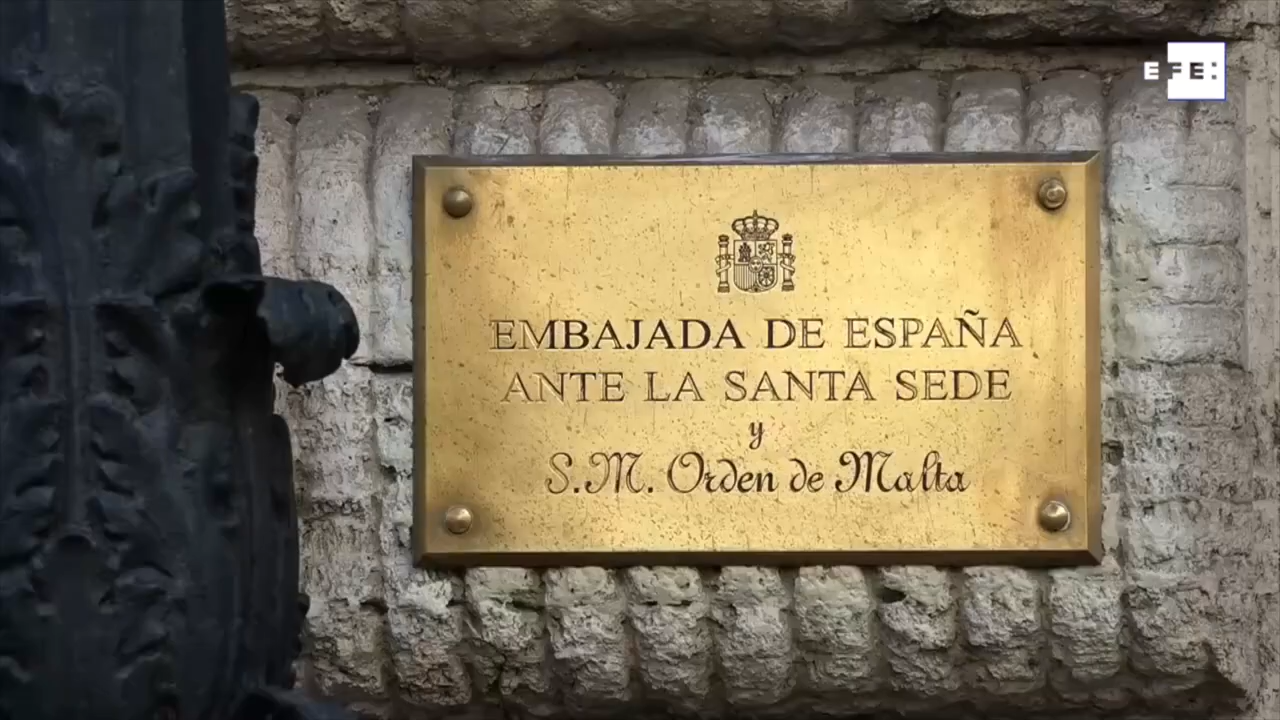 EFE:
EMBAJADA DE ESPAÑA
ANTE LA SANTA SEDE
y
S.M. Orden de Malta